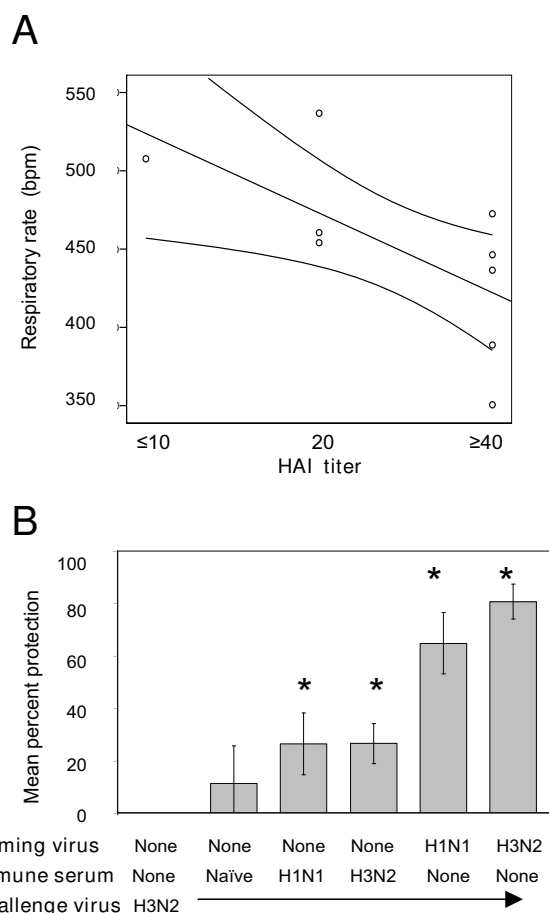 A
550
500
450
400
350
Respiratory rate (bpm)
≤10 20 ≥40
HAI titer
B
100
80
60
40
20
0
Mean percent protection
* * * *
ming virus None None None None H1N1 H3N2
mune serum None Naïve H1N1 H3N2 None None
allenge virus H3N2